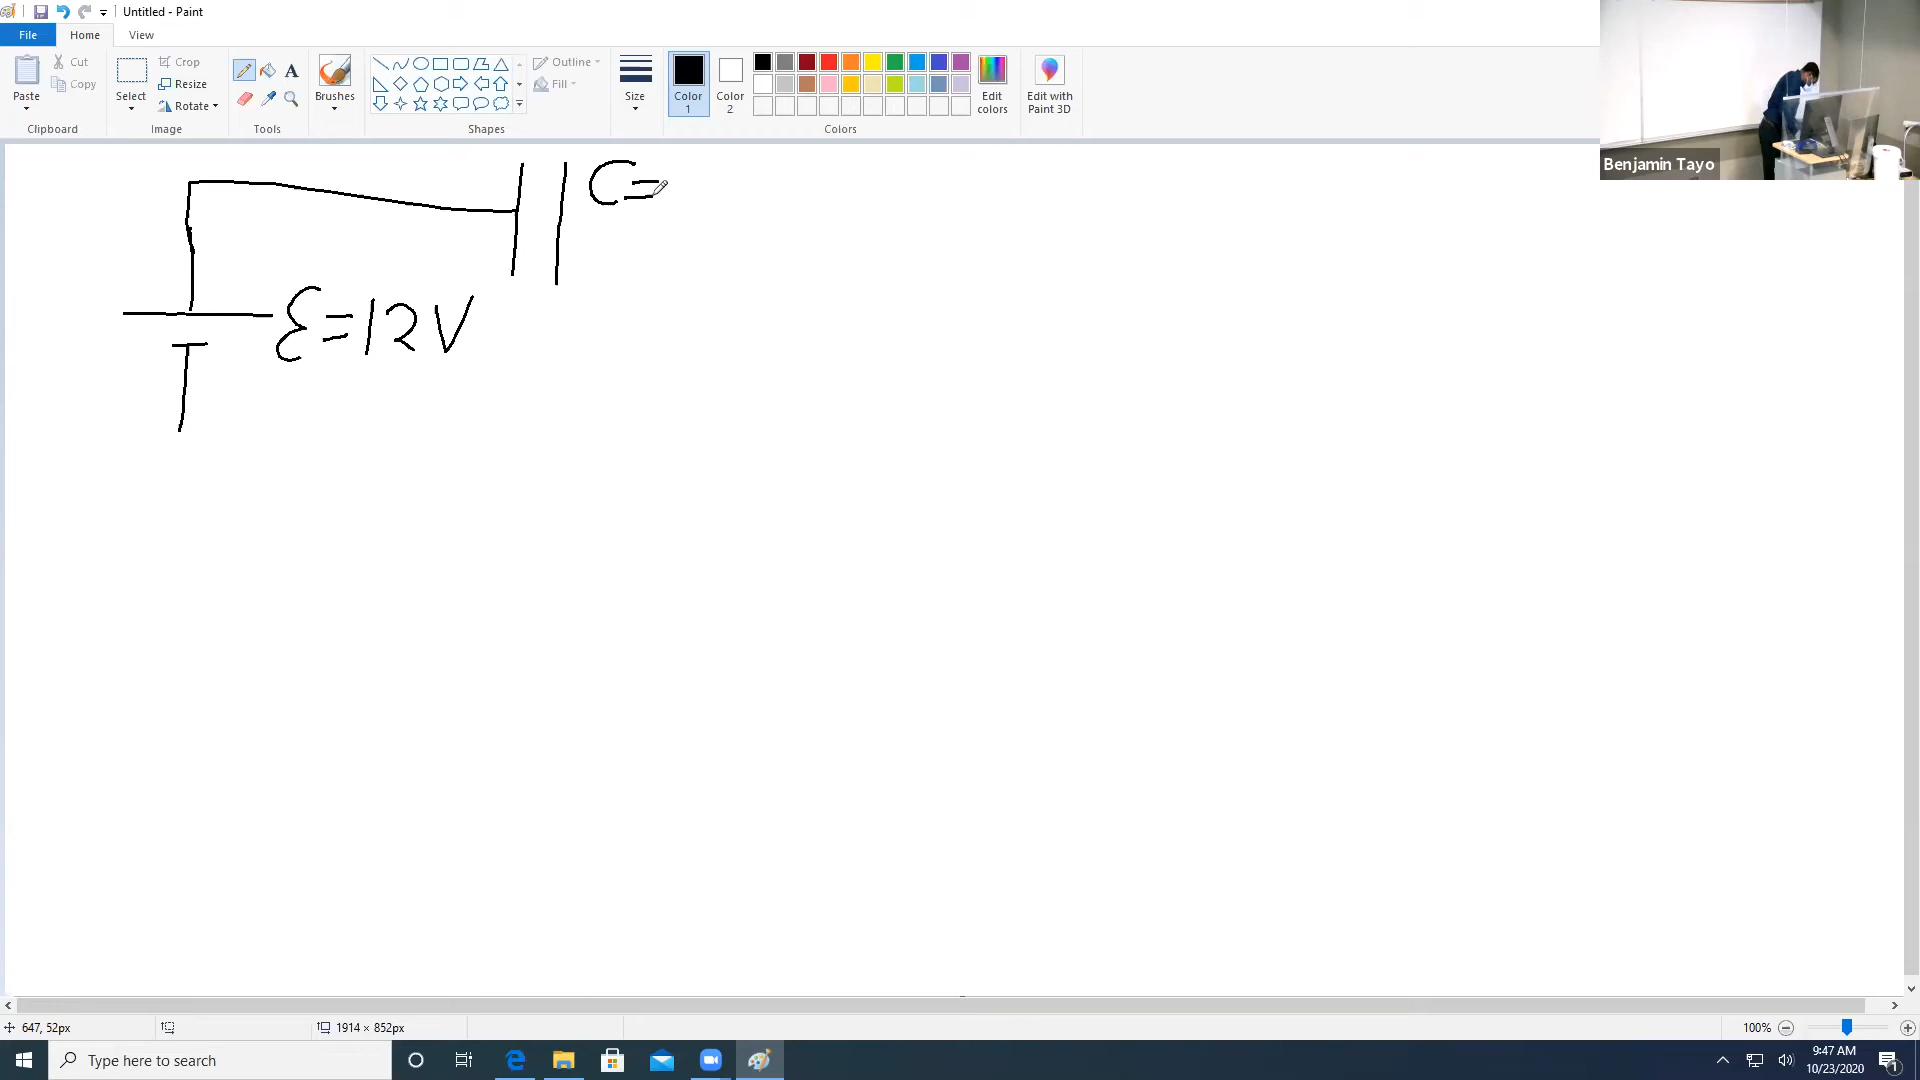 Untitled - Paint
File Home View
Paste
Cut
Copy
Clipboard
Select
Crop
Resize
Rotate
Image
Tools
Brushes
Shapes
Outline
Fill
Size
Color 1
Color 2
Colors
Edit colors
Edit with Paint 3D
Benjamin Tayo
C=
ℰ=12V
647, 52px
1914 × 852px
100%
Type here to search
9:47 AM
10/23/2020
1